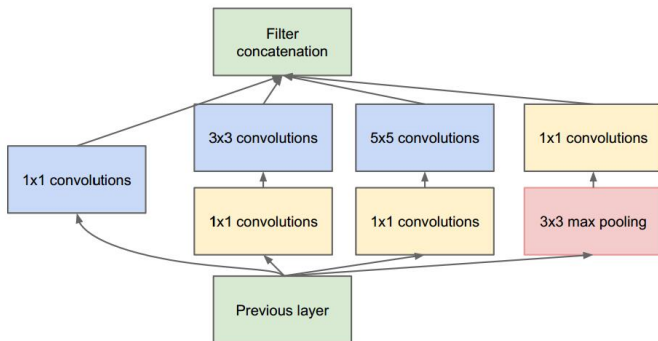 Filter
concatenation
3x3 convolutions
5x5 convolutions
1x1 convolutions
1x1 convolutions
1x1 convolutions
1x1 convolutions
3x3 max pooling
Previous layer